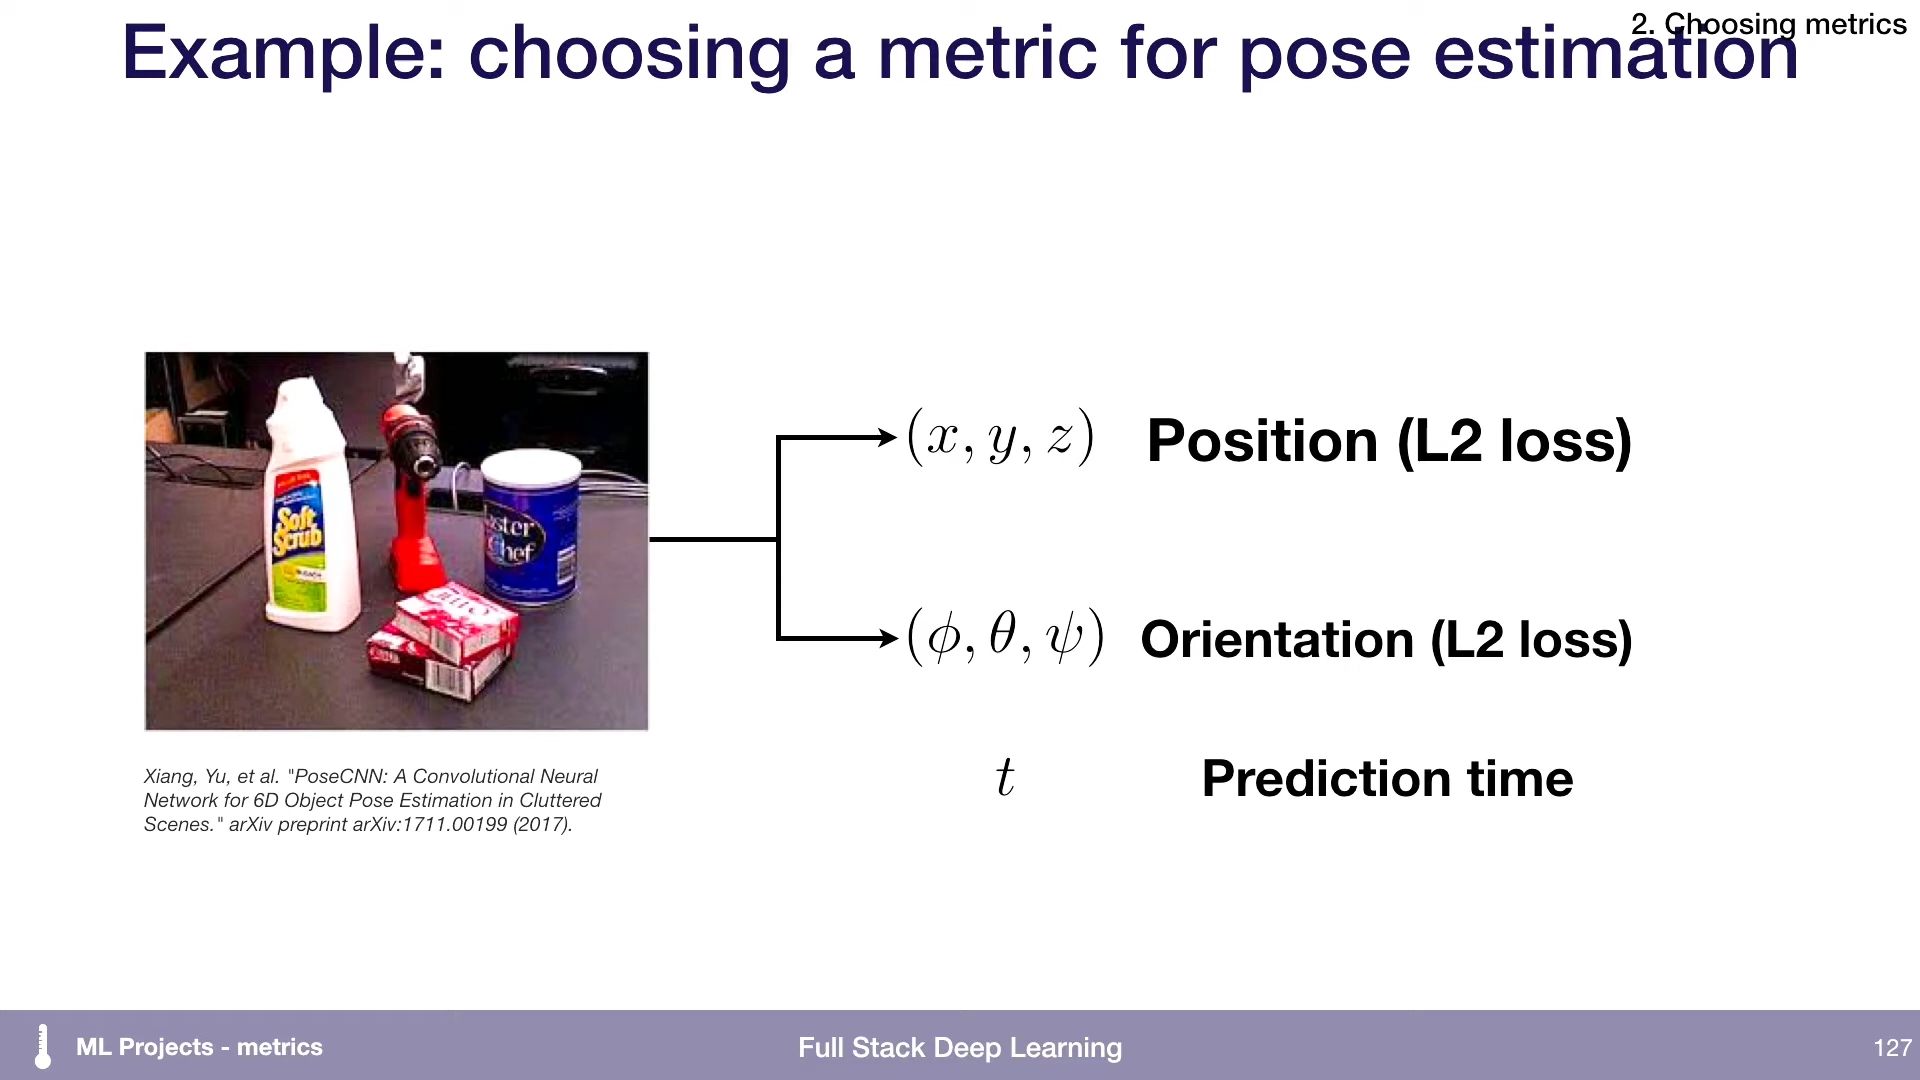 2. Choosing metrics
Example: choosing a metric for pose estimation
Soft
Scrub
ster
Chef
(x, y, z) Position (L2 loss)
(ϕ, θ, ψ) Orientation (L2 loss)
t Prediction time
Xiang, Yu, et al. "PoseCNN: A Convolutional Neural
Network for 6D Object Pose Estimation in Cluttered
Scenes." arXiv preprint arXiv:1711.00199 (2017).
ML Projects - metrics
Full Stack Deep Learning
127